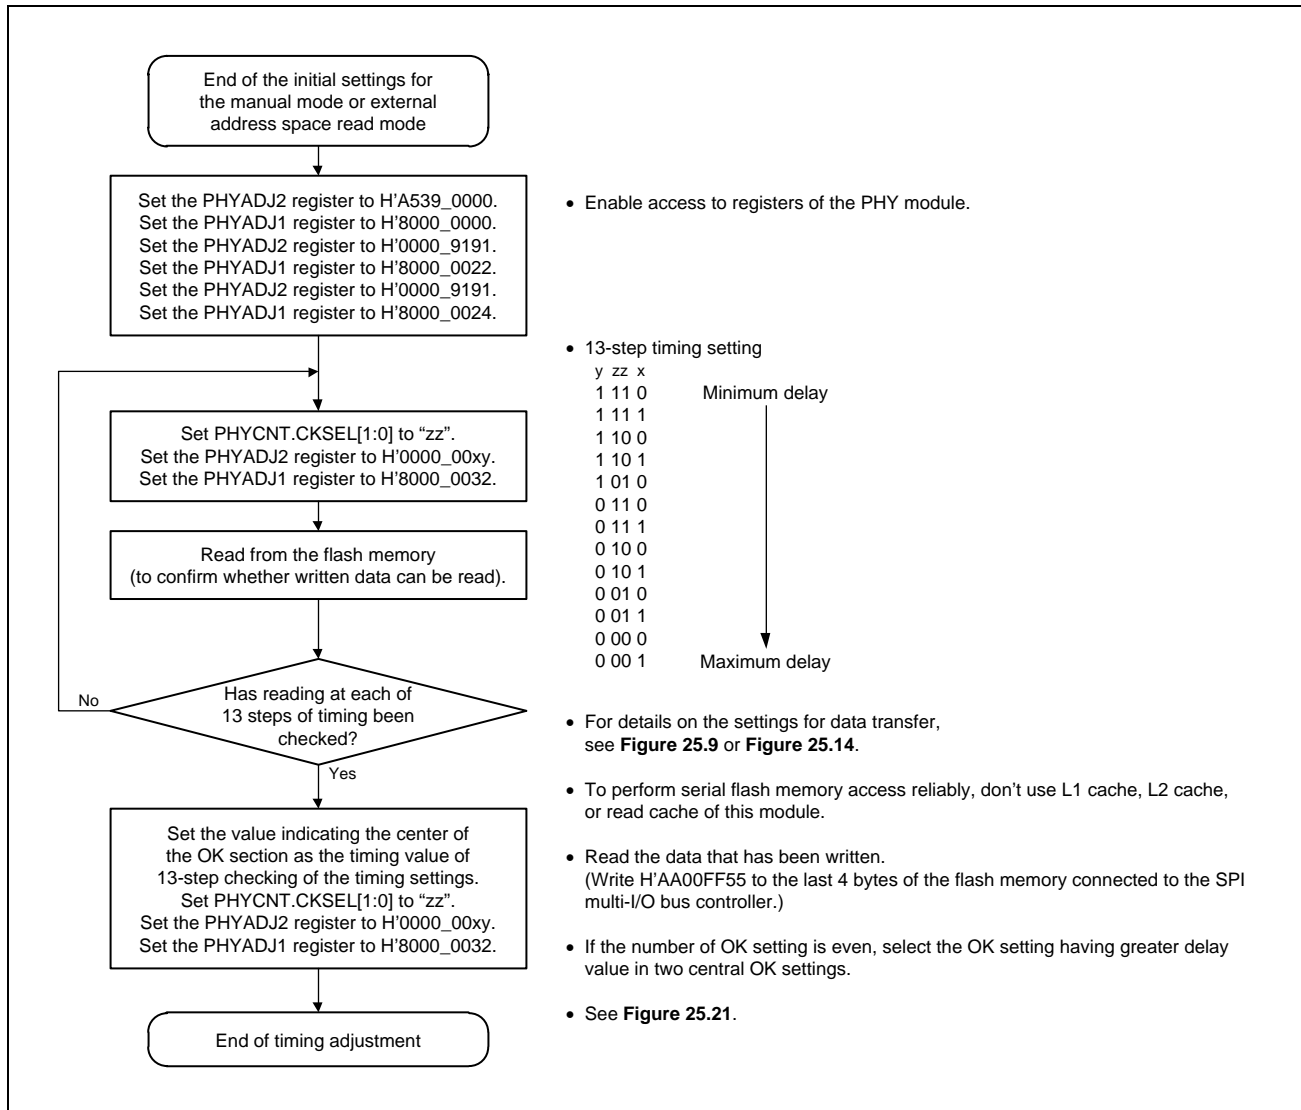 End of the initial settings for
the manual mode or external
address space read mode
Set the PHYADJ2 register to H'A539_0000.
Set the PHYADJ1 register to H'8000_0000.
Set the PHYADJ2 register to H'0000_9191.
Set the PHYADJ1 register to H'8000_0022.
Set the PHYADJ2 register to H'0000_9191.
Set the PHYADJ1 register to H'8000_0024.
• Enable access to registers of the PHY module.
• 13-step timing setting
y zz x
1 11 0 Minimum delay
1 11 1
1 10 0
1 10 1
1 01 0
0 11 0
0 11 1
0 10 0
0 10 1
0 01 0
0 01 1
0 00 0
0 00 1 Maximum delay
Set PHYCNT.CKSEL[1:0] to “zz”.
Set the PHYADJ2 register to H'0000_00xy.
Set the PHYADJ1 register to H'8000_0032.
Read from the flash memory
(to confirm whether written data can be read).
No
Has reading at each of
13 steps of timing been
checked?
Yes
• For details on the settings for data transfer,
see Figure 25.9 or Figure 25.14.
• To perform serial flash memory access reliably, don't use L1 cache, L2 cache,
or read cache of this module.
• Read the data that has been written.
(Write H'AA00FF55 to the last 4 bytes of the flash memory connected to the SPI
multi-I/O bus controller.)
• If the number of OK setting is even, select the OK setting having greater delay
value in two central OK settings.
• See Figure 25.21.
Set the value indicating the center of
the OK section as the timing value of
13-step checking of the timing settings.
Set PHYCNT.CKSEL[1:0] to “zz”.
Set the PHYADJ2 register to H'0000_00xy.
Set the PHYADJ1 register to H'8000_0032.
End of timing adjustment